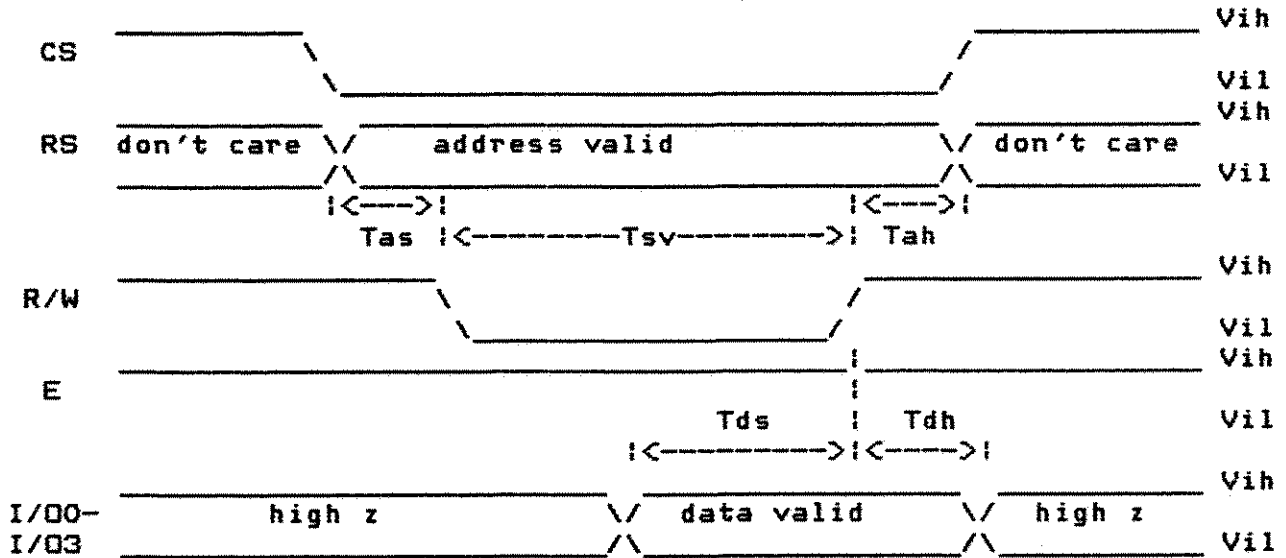 Vih
CS
Vil
Vih
RS don't care address valid don't care
Vil
Tas Tsv Tah
Vih
R/W
Vil
Vih
E
Tds Tdh Vil
Vih
I/O0- high z data valid high z
I/O3 Vil